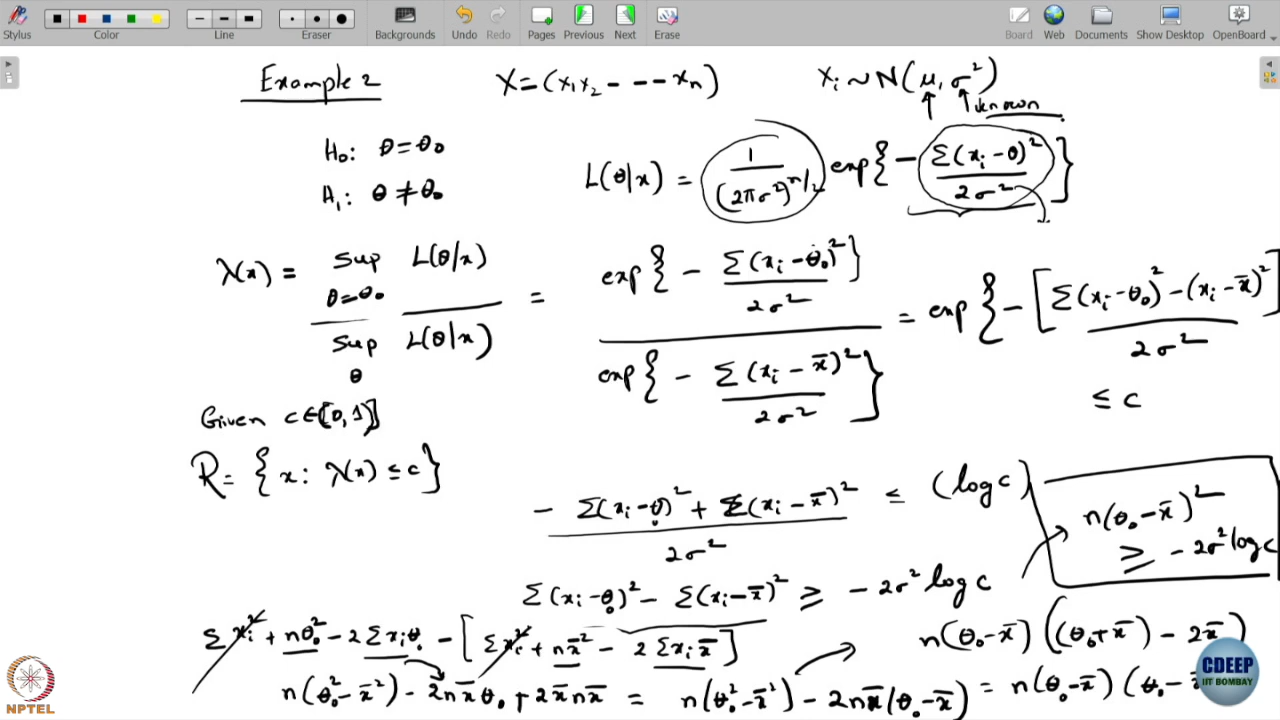 Stylus Color Line Eraser Backgrounds Undo Redo Pages Previous Next Erase Board Web Documents Show Desktop OpenBoard
Example 2 X = (x₁ x₂ - - - - xₙ) xᵢ ~ N(μ, σ²)
known
H₀: θ = θ₀
A₁: θ ≠ θ₀
L(θ|x) = 1/(2πσ²)^(n/2) exp{ - Σ(xᵢ - θ)²/2σ² }
λ(x) = sup_{θ=θ₀} L(θ|x) / sup_θ L(θ|x) = exp{ - Σ(xᵢ - θ₀)²/2σ² } / exp{ - Σ(xᵢ - x̄)²/2σ² } = exp{ - [ Σ(xᵢ - θ₀)² - (xᵢ - x̄)² / 2σ² ]
≤ c
Given c ∈ [0, 1]
R = { x : λ(x) ≤ c }
- Σ(xᵢ - θ₀)² + Σ(xᵢ - x̄)² / 2σ² ≤ (log c)
n(θ₀ - x̄)²
≥ - 2σ² log c
Σ(xᵢ - θ₀)² - Σ(xᵢ - x̄)² ≥ - 2σ² log c
Σxᵢ² + nθ₀² - 2Σxᵢθ₀ - [ Σxᵢ² + nx̄² - 2Σxᵢx̄ ]
n(θ₀ - x̄) ((θ₀ + x̄) - 2x̄)
n(θ₀² - x̄²) - 2nx̄θ₀ + 2x̄nx̄ = n(θ₀² - x̄²) - 2nx̄(θ₀ - x̄) = n(θ₀ - x̄) (θ₀ -
NPTEL
CDEEP
IIT BOMBAY